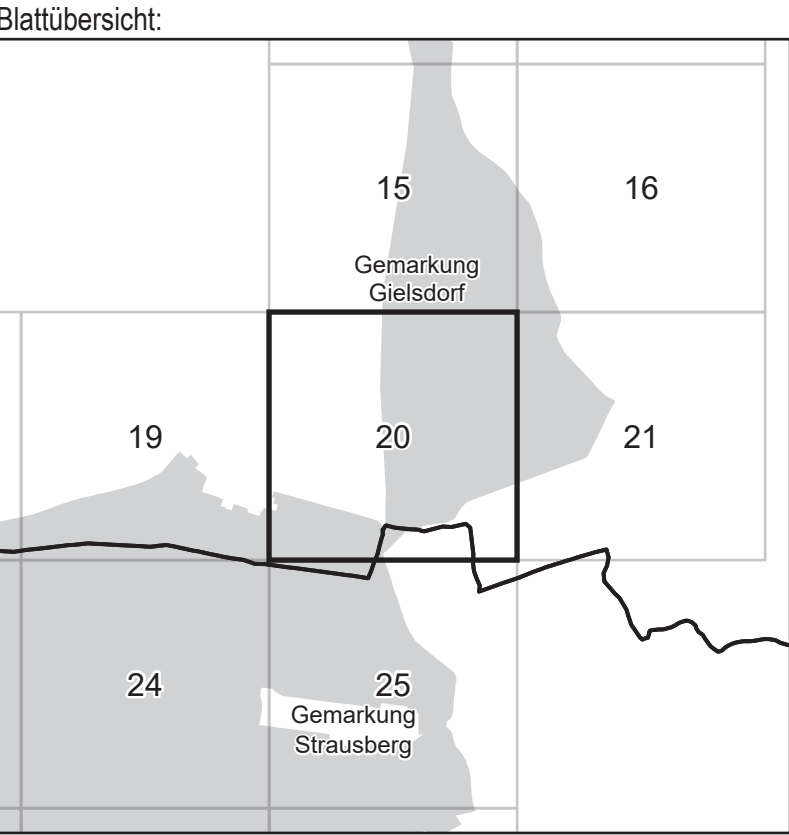 Blattübersicht:
15
16
Gemarkung
Gielsdorf
19
20
21
24
25
Gemarkung
Strausberg